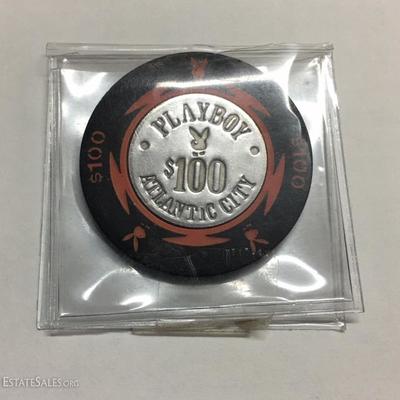 PLAYBOY
$100
ATLANTIC CITY
$100
$100
ESTATESALES.ORG